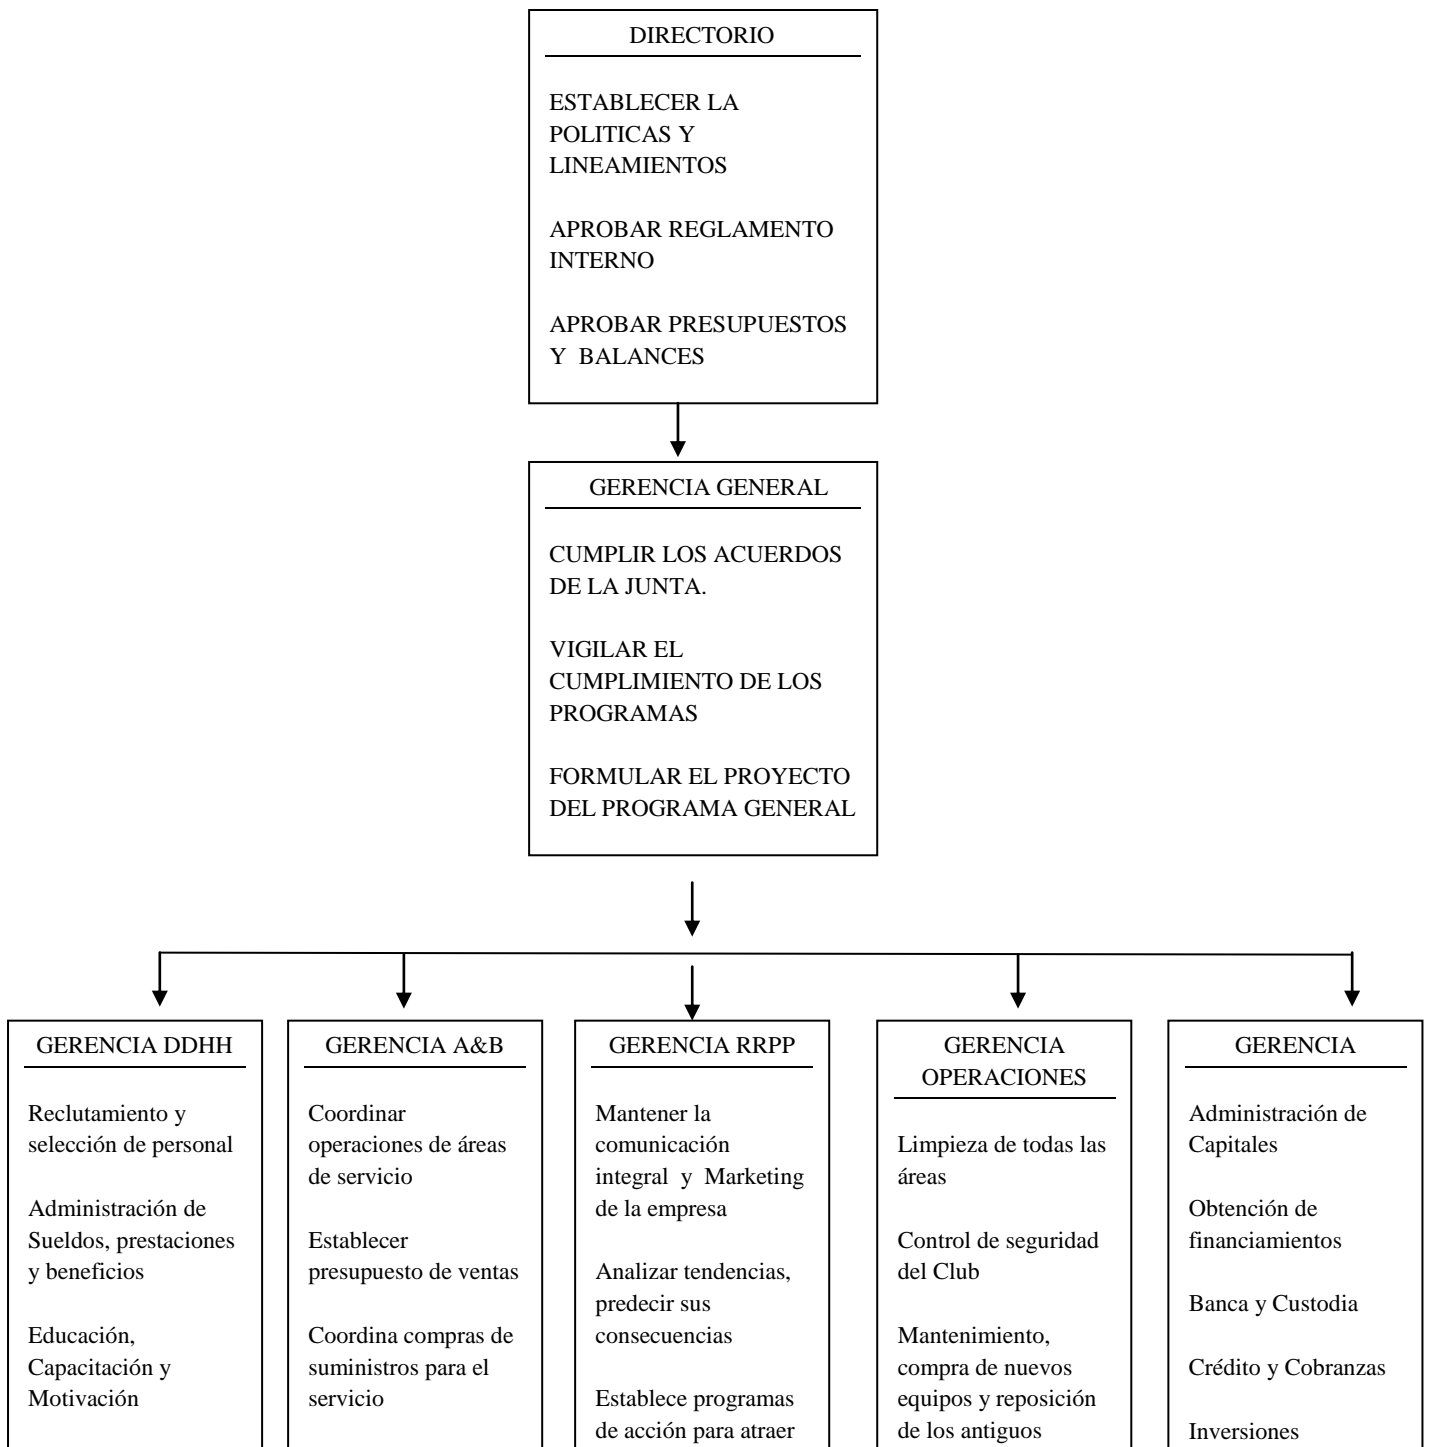 DIRECTORIO
ESTABLECER LA
POLITICAS Y
LINEAMIENTOS
APROBAR REGLAMENTO
INTERNO
APROBAR PRESUPUESTOS
Y BALANCES
GERENCIA GENERAL
CUMPLIR LOS ACUERDOS
DE LA JUNTA.
VIGILAR EL
CUMPLIMIENTO DE LOS
PROGRAMAS
FORMULAR EL PROYECTO
DEL PROGRAMA GENERAL
GERENCIA DDHH
Reclutamiento y
selección de personal
Administración de
Sueldos, prestaciones
y beneficios
Educación,
Capacitación y
Motivación
GERENCIA A&B
Coordinar
operaciones de áreas
de servicio
Establecer
presupuesto de ventas
Coordina compras de
suministros para el
servicio
GERENCIA RRPP
Mantener la
comunicación
integral y Marketing
de la empresa
Analizar tendencias,
predecir sus
consecuencias
Establece programas
de acción para atraer
GERENCIA
OPERACIONES
Limpieza de todas las
áreas
Control de seguridad
del Club
Mantenimiento,
compra de nuevos
equipos y reposición
de los antiguos
GERENCIA
Administración de
Capitales
Obtención de
financiamientos
Banca y Custodia
Crédito y Cobranzas
Inversiones